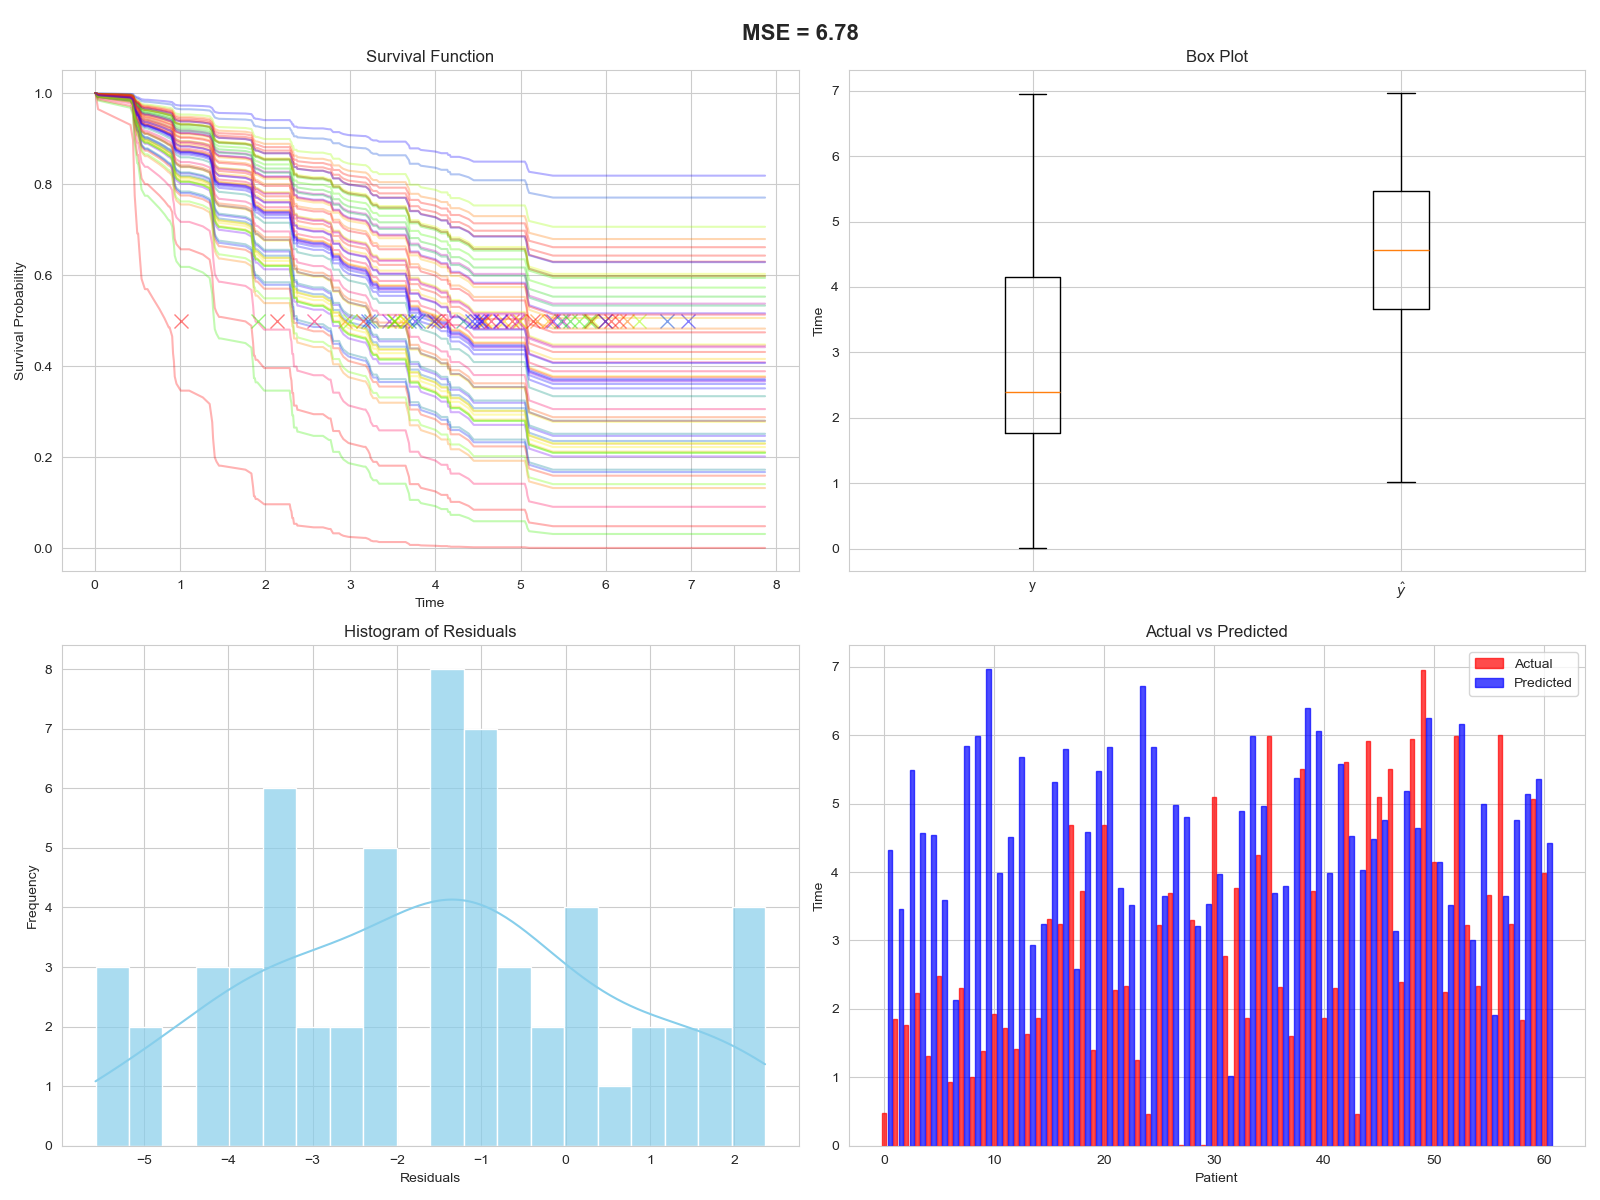 MSE = 6.78
Survival Function
Survival Probability
1.0
0.8
0.6
0.4
0.2
0.0
0 1 2 3 4 5 6 7 8
Time
Box Plot
Time
7
6
5
4
3
2
1
0
y ŷ
Histogram of Residuals
Frequency
8
7
6
5
4
3
2
1
0
−5 −4 −3 −2 −1 0 1 2
Residuals
Actual vs Predicted
Time
7
6
5
4
3
2
1
0
Actual
Predicted
0 10 20 30 40 50 60
Patient